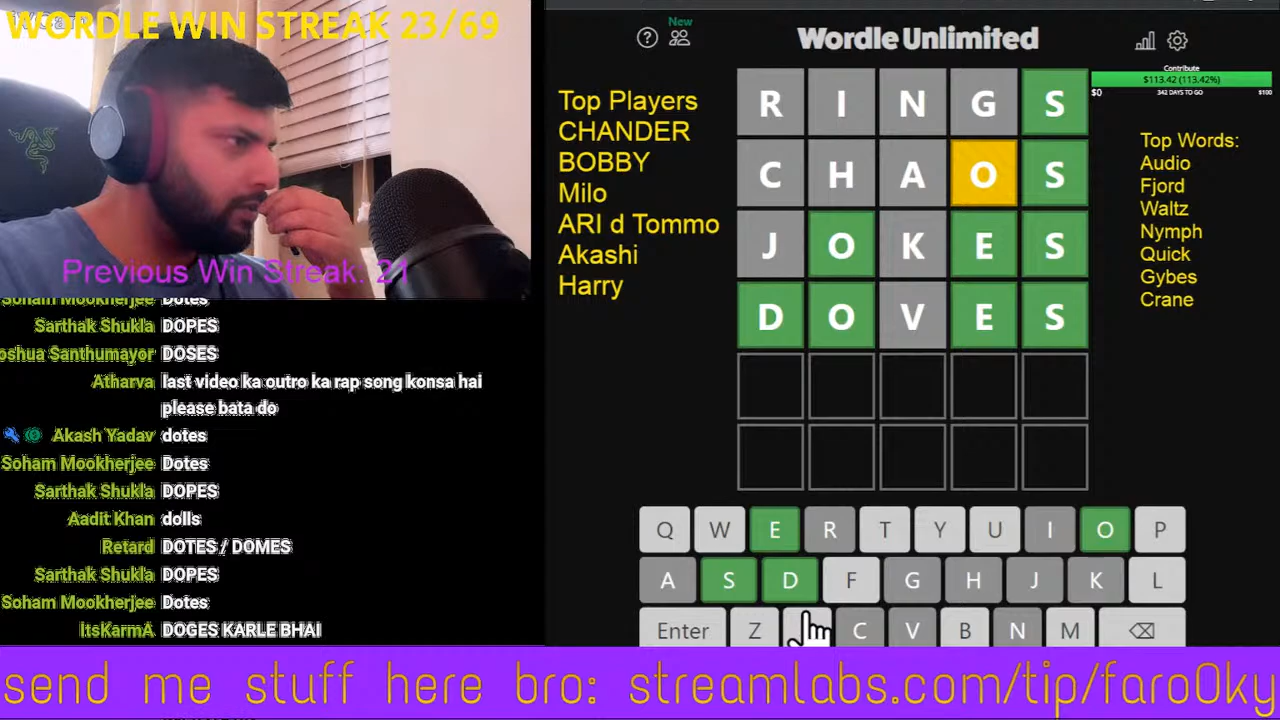 WORDLE WIN STREAK 23/69
Previous Win Streak: 21
Soham Mookherjee Dotes
Sarthak Shukla DOPES
oshua Santhumayor DOSES
Atharva last video ka outro ka rap song konsa hai
please bata do
Akash Yadav dotes
Soham Mookherjee Dotes
Sarthak Shukla DOPES
Aadit Khan dolls
Retard DOTES / DOMES
Sarthak Shukla DOPES
Soham Mookherjee Dotes
ItsKarmA DOGES KARLE BHAI
New
Wordle Unlimited
Top Players
CHANDER
BOBBY
Milo
ARI d Tommo
Akashi
Harry
R I N G S
C H A O S
J O K E S
D O V E S
Contribute
$113.42 (113.42%)
$0 342 DAYS TO GO $100
Top Words:
Audio
Fjord
Waltz
Nymph
Quick
Gybes
Crane
Q W E R T Y U I O P
A S D F G H J K L
Enter Z C V B N M
send me stuff here bro: streamlabs.com/tip/faro0ky